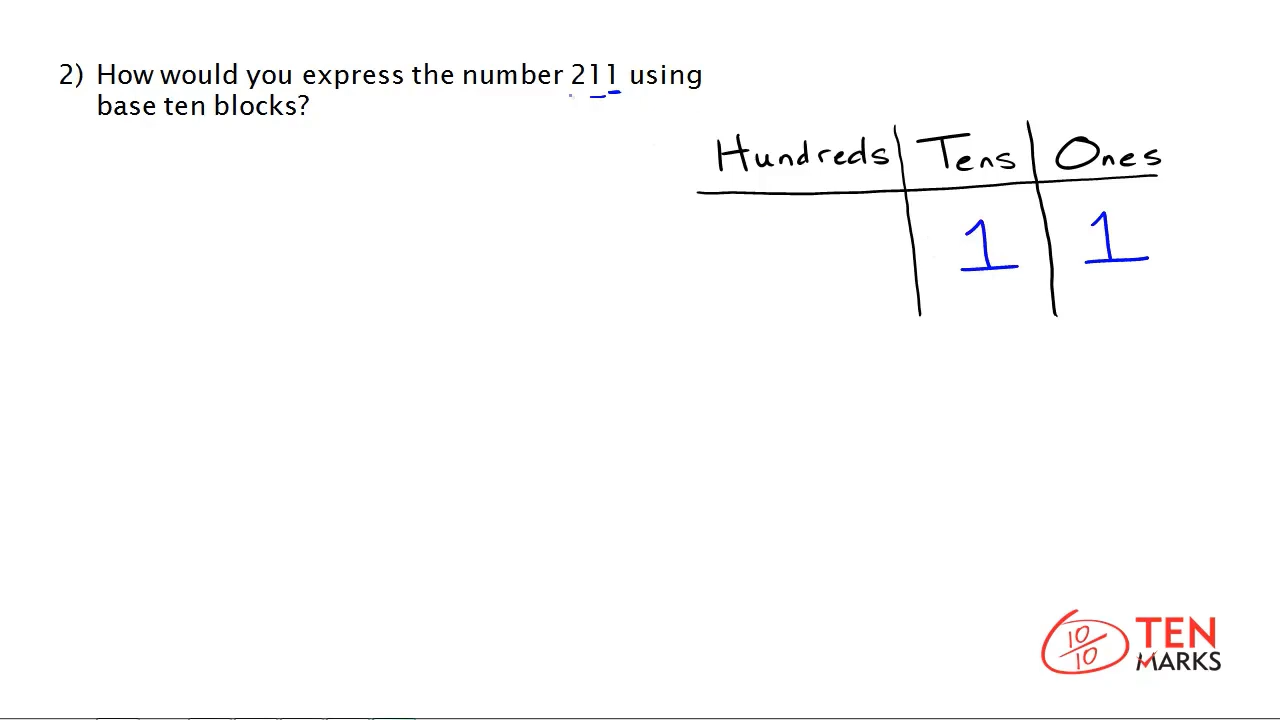 2) How would you express the number 211 using
base ten blocks?
Hundreds Tens Ones
1 1
10
10
TEN
MARKS